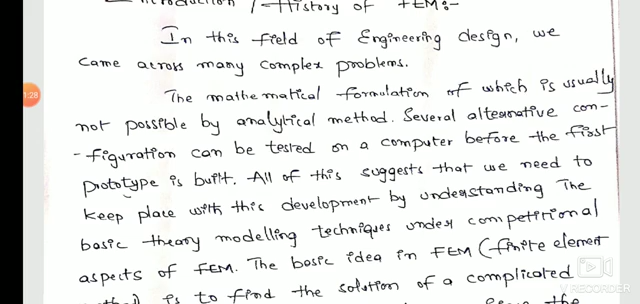 Introduction / History of FEM:-
In this field of Engineering design, we
came across many complex problems.
The mathematical formulation of which is usually
not possible by analytical method. Several alternative con-
-figuration can be tested on a computer before the first
prototype is built. All of this suggests that we need to
keep place with this development by understanding The
basic theory modelling techniques under competitional
aspects of FEM. The basic idea in FEM (finite element
is to find the solution of a complicated
the
1:28
V RECORDER